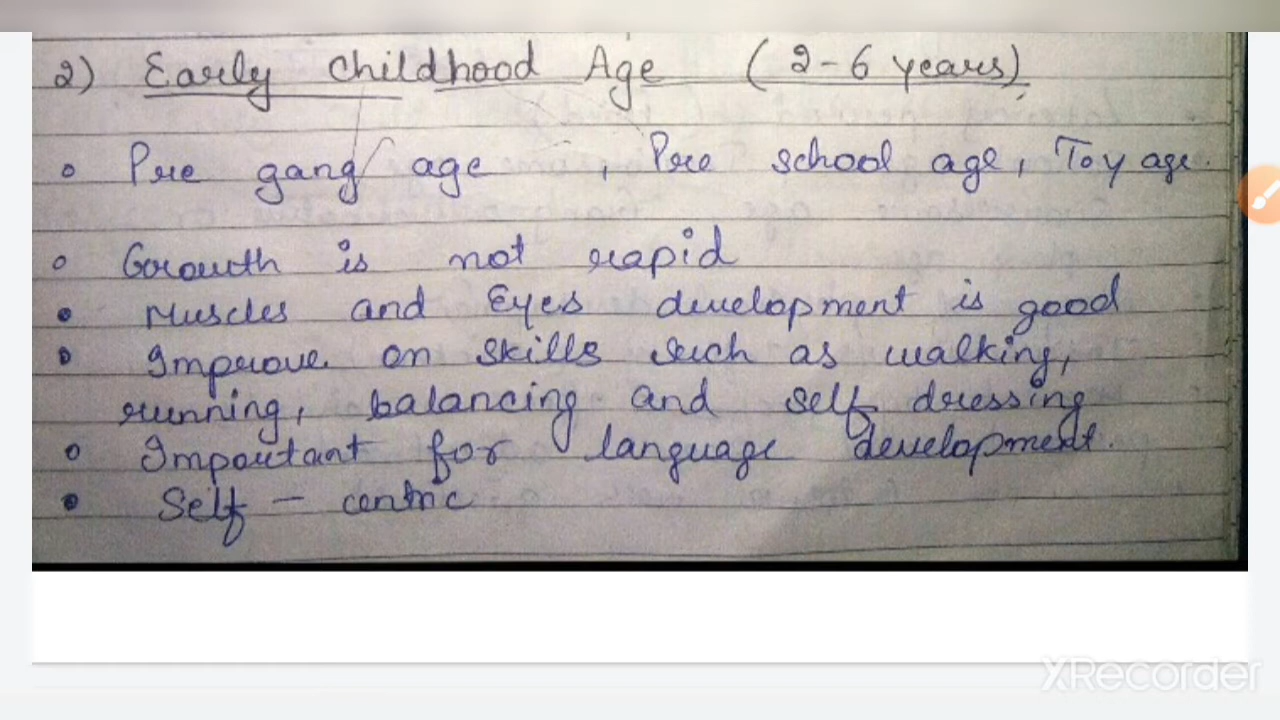 2) Early childhood Age (2-6 years)
• Pre gang age , Pre school age, Toy age.
• Growth is not rapid
• Muscles and Eyes development is good
• Improve on skills such as walking,
running, balancing and self dressing
• Important for language development.
• Self - centric
XRecorder